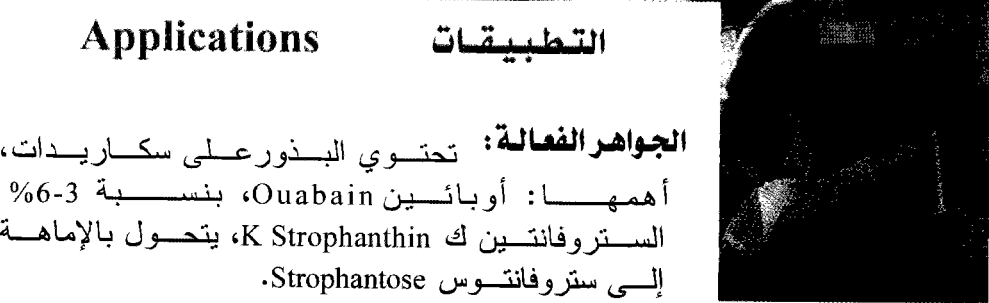 التطبيقات Applications
الجواهر الفعالة: تحتوي البذور على سكاريدات،
أهمها: أوبائين Ouabain، بنسبة 3-6%
الستروفانتين ك K Strophanthin، يتحول بالإماهة
إلى ستروفانتوس Strophantose.